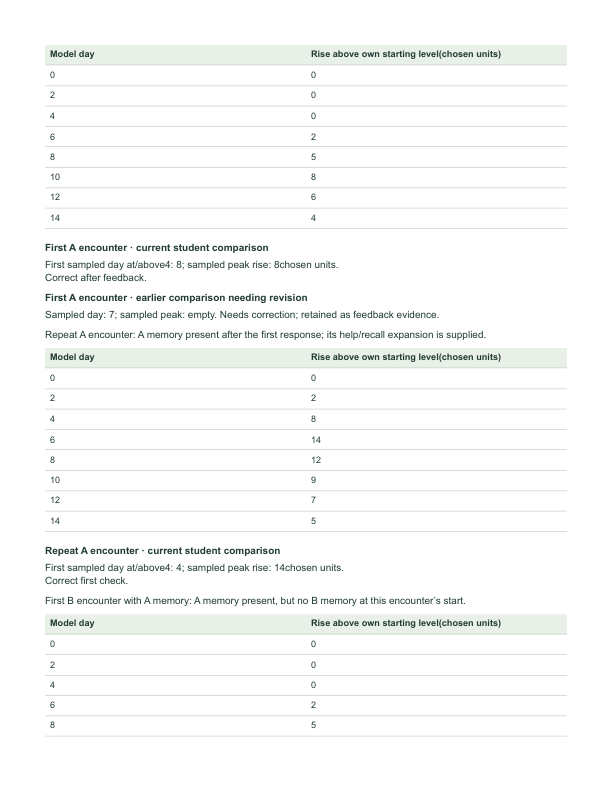 Model day Rise above own starting level(chosen units)
0 0
2 0
4 0
6 2
8 5
10 8
12 6
14 4
First A encounter · current student comparison
First sampled day at/above4: 8; sampled peak rise: 8chosen units.
Correct after feedback.
First A encounter · earlier comparison needing revision
Sampled day: 7; sampled peak: empty. Needs correction; retained as feedback evidence.
Repeat A encounter: A memory present after the first response; its help/recall expansion is supplied.
Model day Rise above own starting level(chosen units)
0 0
2 2
4 8
6 14
8 12
10 9
12 7
14 5
Repeat A encounter · current student comparison
First sampled day at/above4: 4; sampled peak rise: 14chosen units.
Correct first check.
First B encounter with A memory: A memory present, but no B memory at this encounter’s start.
Model day Rise above own starting level(chosen units)
0 0
2 0
4 0
6 2
8 5